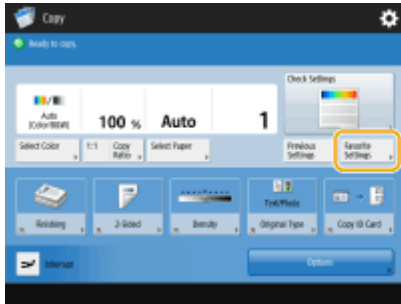 Copy
Ready to copy.
Check Settings
Auto
[Color/B&W]
100 %
Auto
1
Select Color
1:1
Copy
Ratio
Select Paper
Previous
Settings
Favorite
Settings
Text/Photo
Finishing
2-Sided
Density
Original Type
Copy ID Card
Interrupt
Options